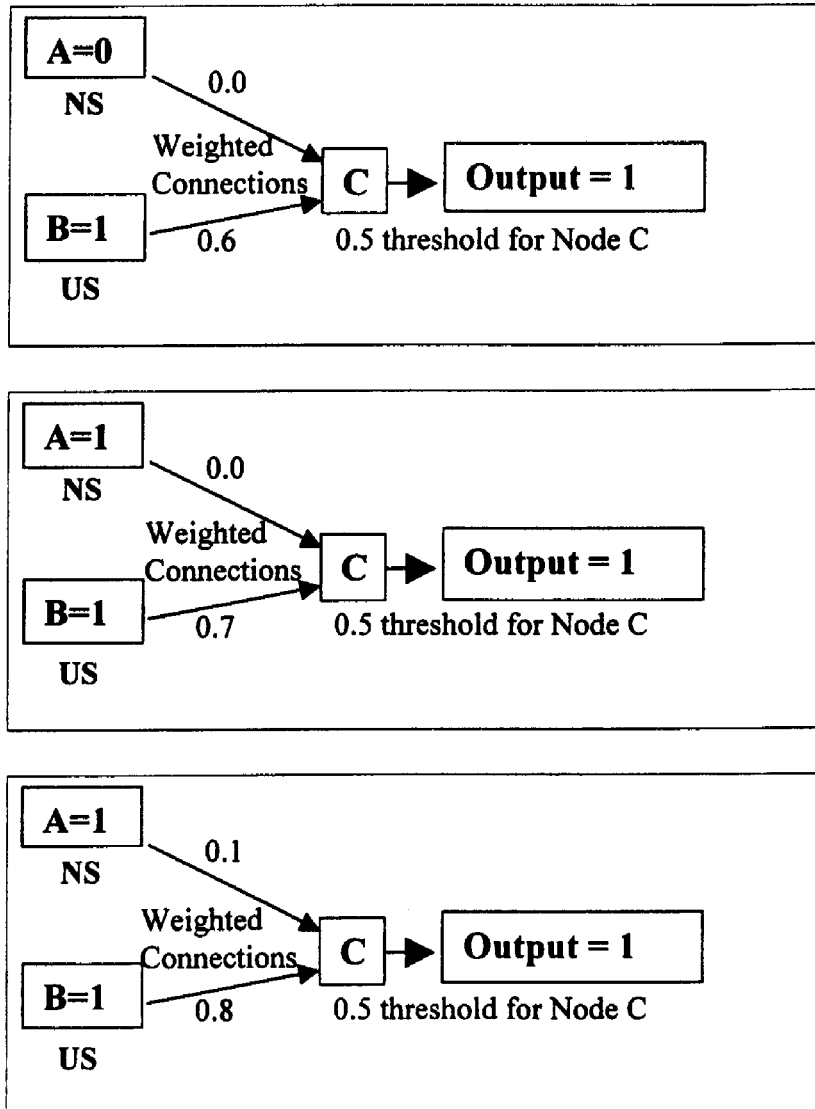 A=0
NS
0.0
Weighted
Connections
C
Output = 1
B=1
0.6
0.5 threshold for Node C
US
A=1
NS
0.0
Weighted
Connections
C
Output = 1
B=1
0.7
0.5 threshold for Node C
US
A=1
NS
0.1
Weighted
Connections
C
Output = 1
B=1
0.8
0.5 threshold for Node C
US